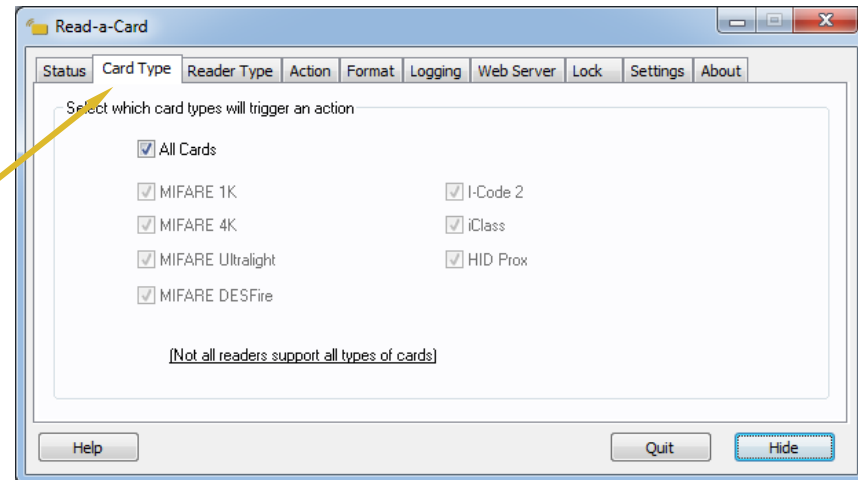 Read-a-Card
Status Card Type Reader Type Action Format Logging Web Server Lock Settings About
Select which card types will trigger an action
All Cards
MIFARE 1K I-Code 2
MIFARE 4K iClass
MIFARE Ultralight HID Prox
MIFARE DESFire
(Not all readers support all types of cards)
Help Quit Hide